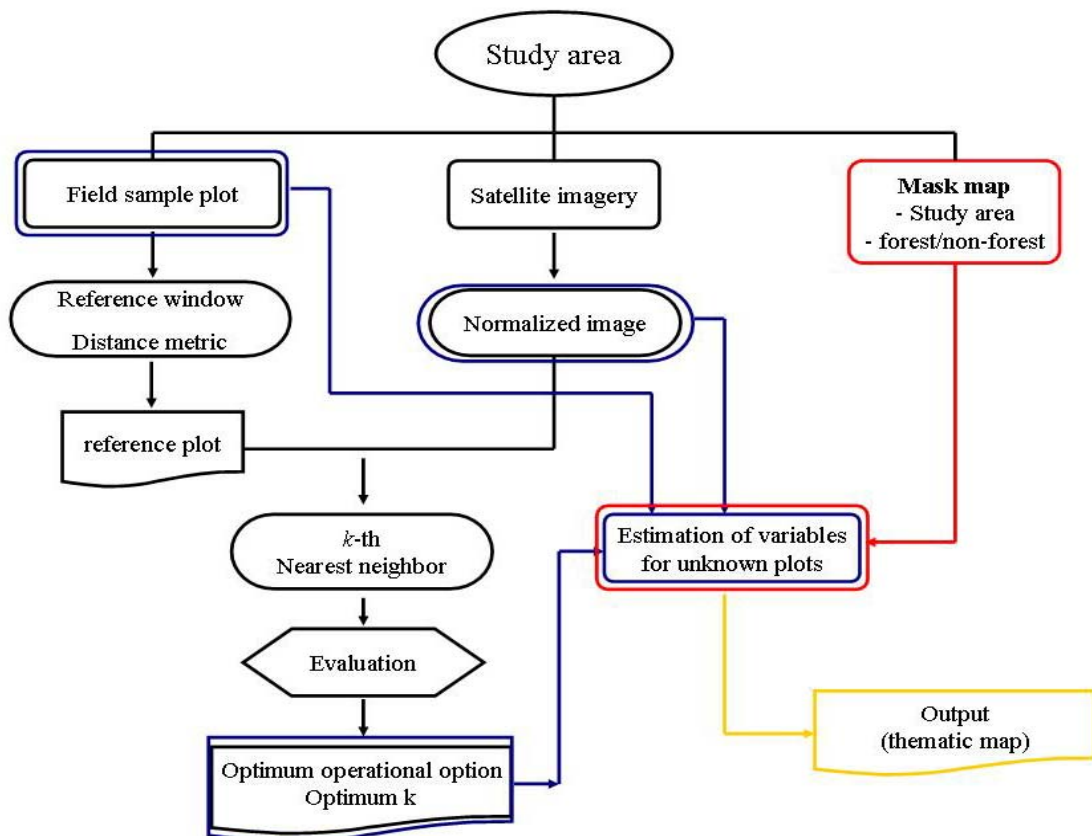 Study area
Field sample plot
Satellite imagery
Mask map
- Study area
- forest/non-forest
Reference window
Distance metric
Normalized image
reference plot
k-th
Nearest neighbor
Estimation of variables
for unknown plots
Evaluation
Output
(thematic map)
Optimum operational option
Optimum k